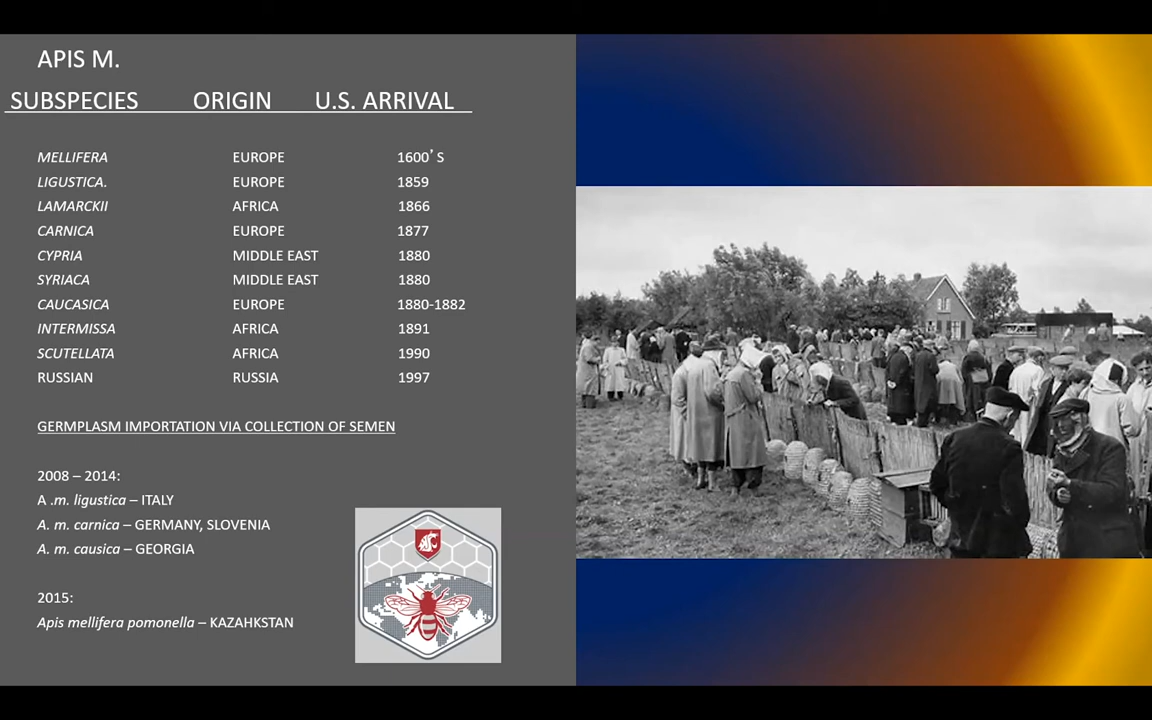 APIS M.
SUBSPECIES ORIGIN U.S. ARRIVAL
MELLIFERA EUROPE 1600’S
LIGUSTICA. EUROPE 1859
LAMARCKII AFRICA 1866
CARNICA EUROPE 1877
CYPRIA MIDDLE EAST 1880
SYRIACA MIDDLE EAST 1880
CAUCASICA EUROPE 1880-1882
INTERMISSA AFRICA 1891
SCUTELLATA AFRICA 1990
RUSSIAN RUSSIA 1997
GERMPLASM IMPORTATION VIA COLLECTION OF SEMEN
2008 – 2014:
A .m. ligustica – ITALY
A. m. carnica – GERMANY, SLOVENIA
A. m. causica – GEORGIA
2015:
Apis mellifera pomonella – KAZAHKSTAN